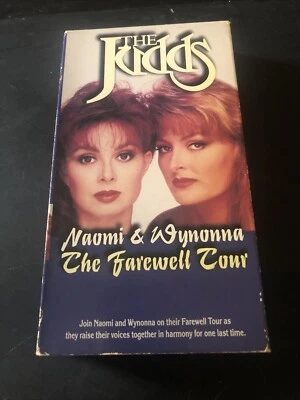 THE
Judds
Naomi & Wynonna
The Farewell Tour
Join Naomi and Wynonna on their Farewell Tour as
they raise their voices together in harmony for one last time.